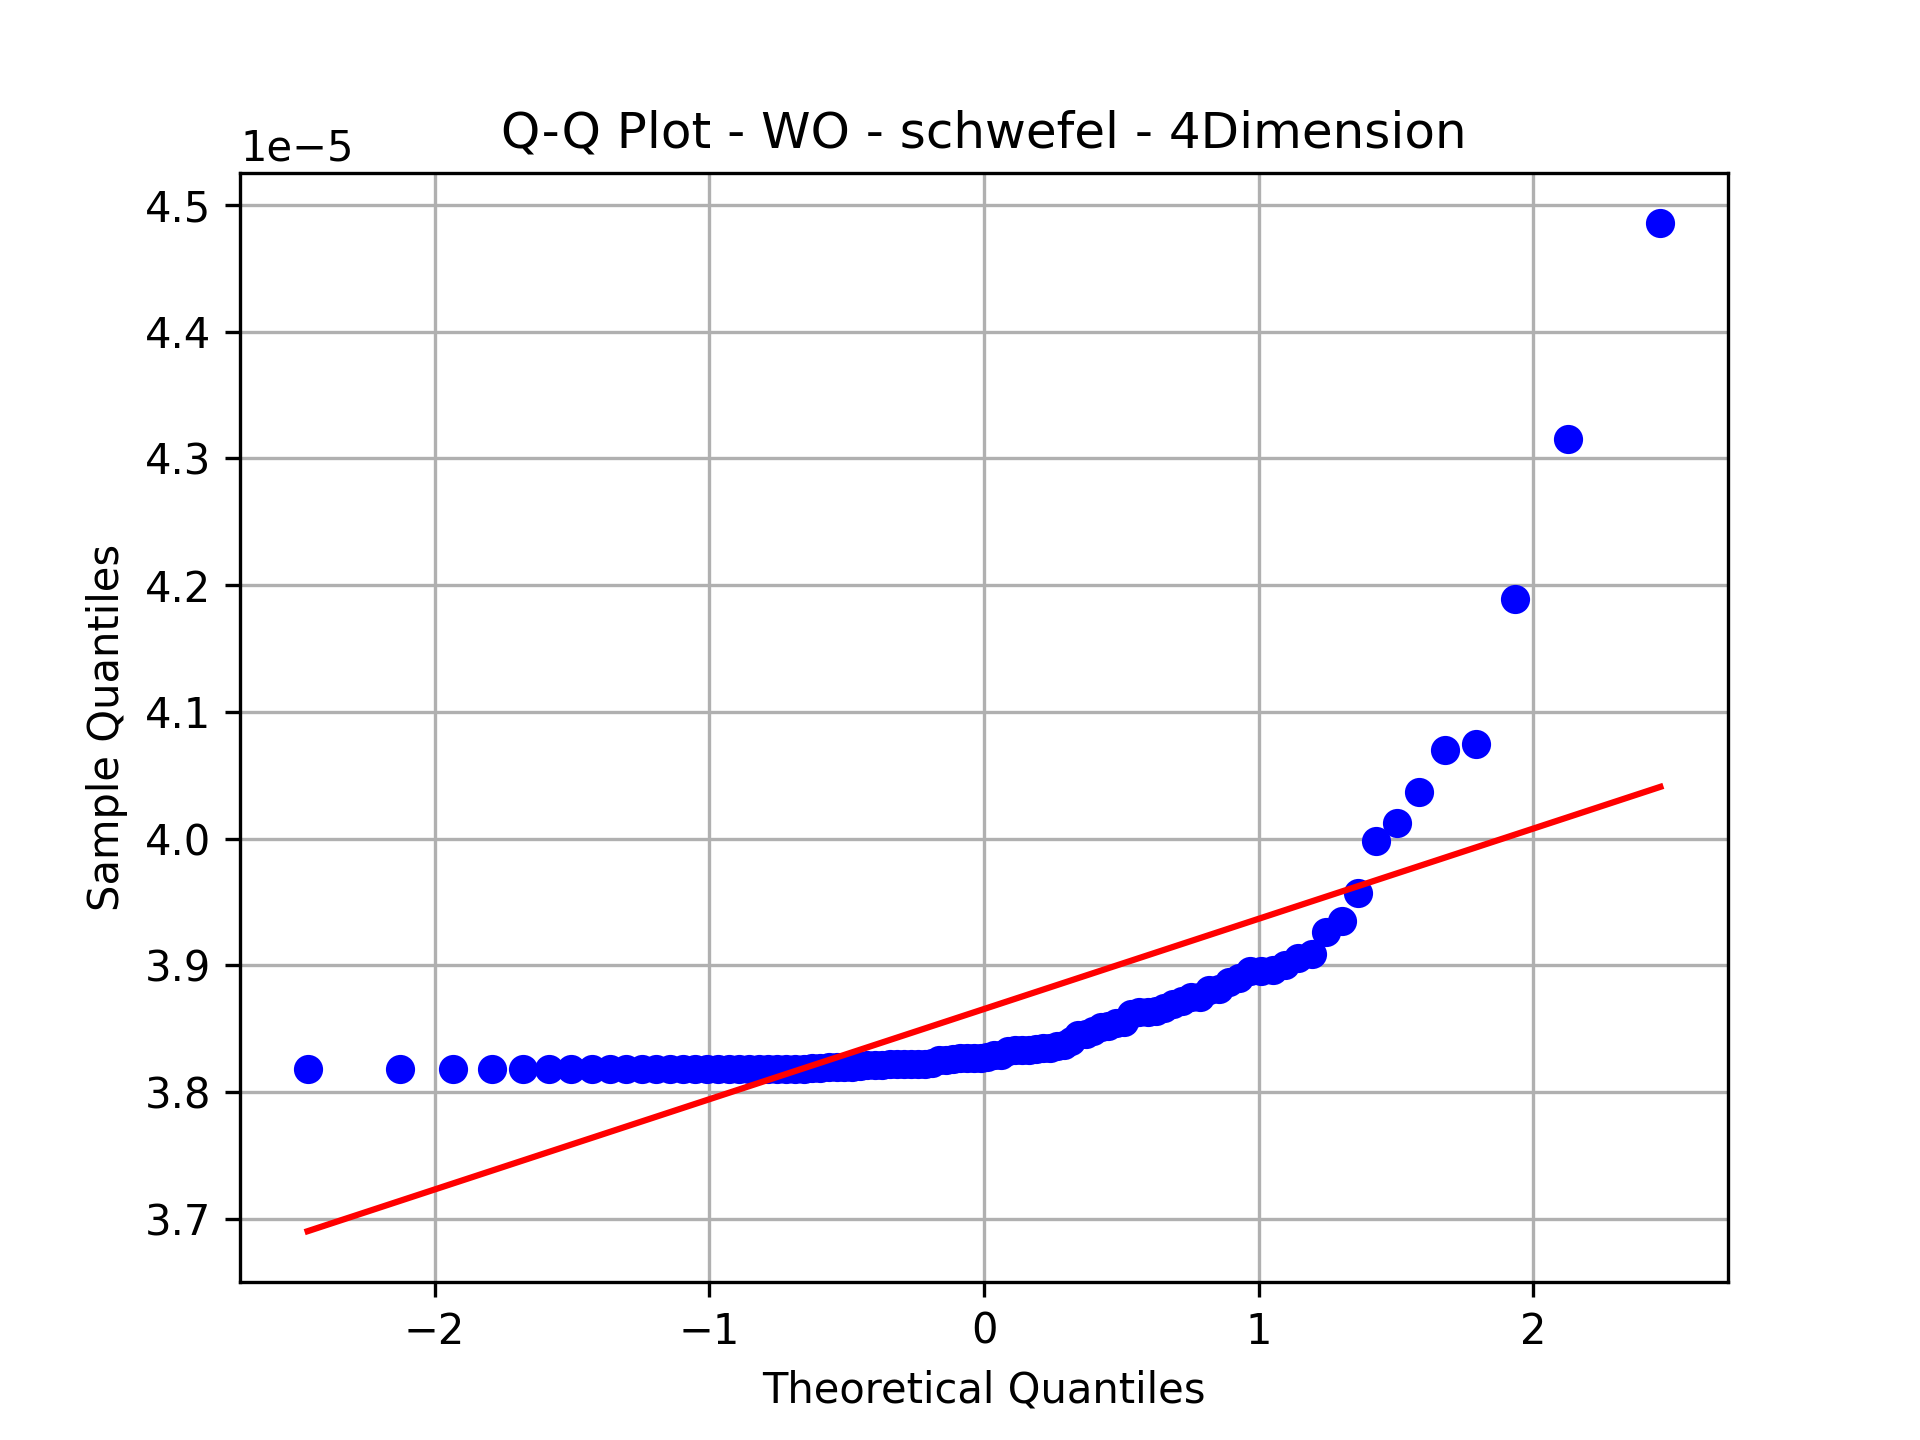 Q-Q Plot - WO - schwefel - 4Dimension
1e−5
4.5
4.4
4.3
4.2
4.1
4.0
3.9
3.8
3.7
Sample Quantiles
−2 −1 0 1 2
Theoretical Quantiles